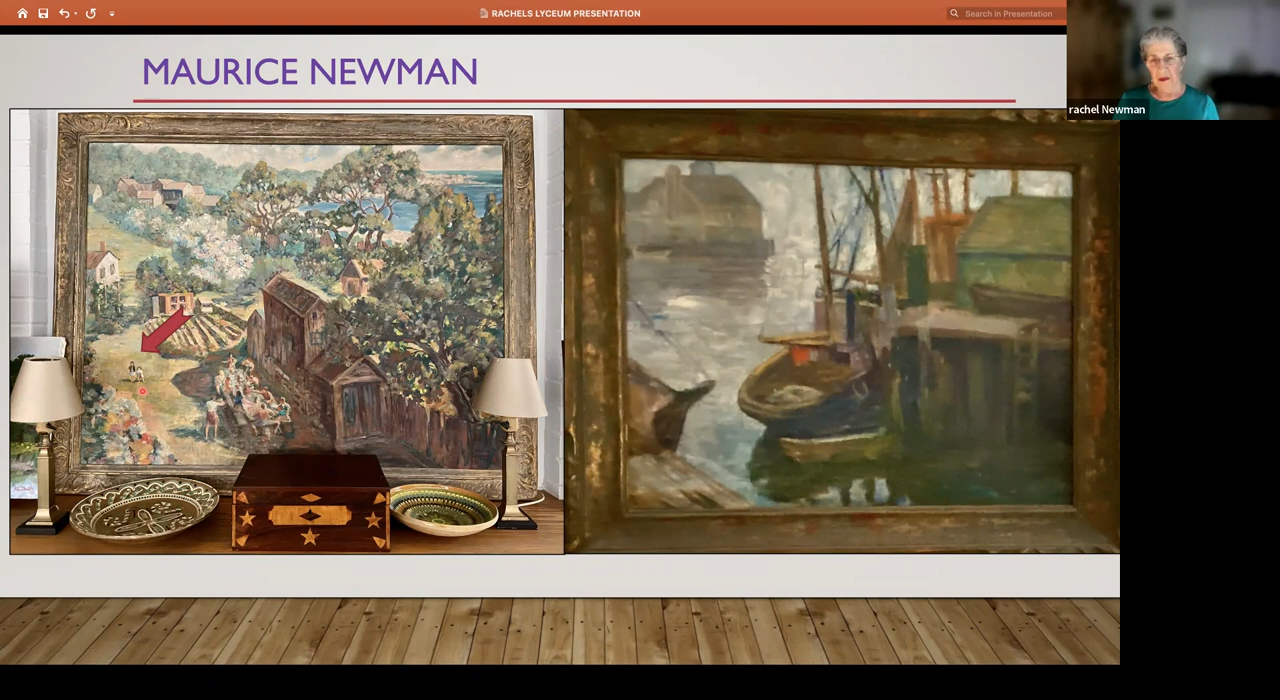 RACHELS LYCEUM PRESENTATION
Search in Presentation
MAURICE NEWMAN
rachel Newman